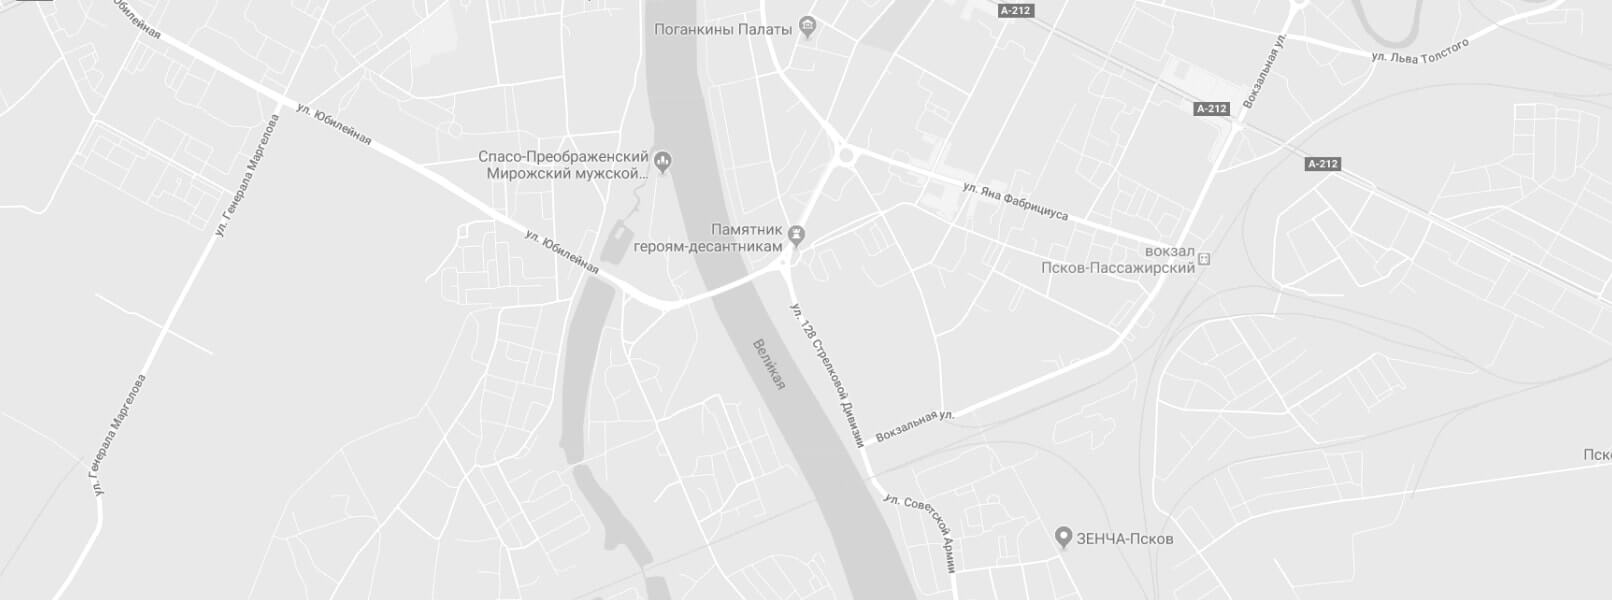 Юбилейная
Поганкины Палаты
А-212
ул. Льва Толстого
Вокзальная ул.
А-212
ул. Юбилейная
ул. Генерала Маргелова
Спасо-Преображенский
Мирожский мужской...
А-212
ул. Яна Фабрициуса
Памятник
героям-десантникам
ул. Юбилейная
вокзал
Псков-Пассажирский
ул. 128 Стрелковой Дивизии
Великая
ул. Генерала Маргелова
Вокзальная ул.
Пско
ул. Советской Армии
ЗЕНЧА-Псков